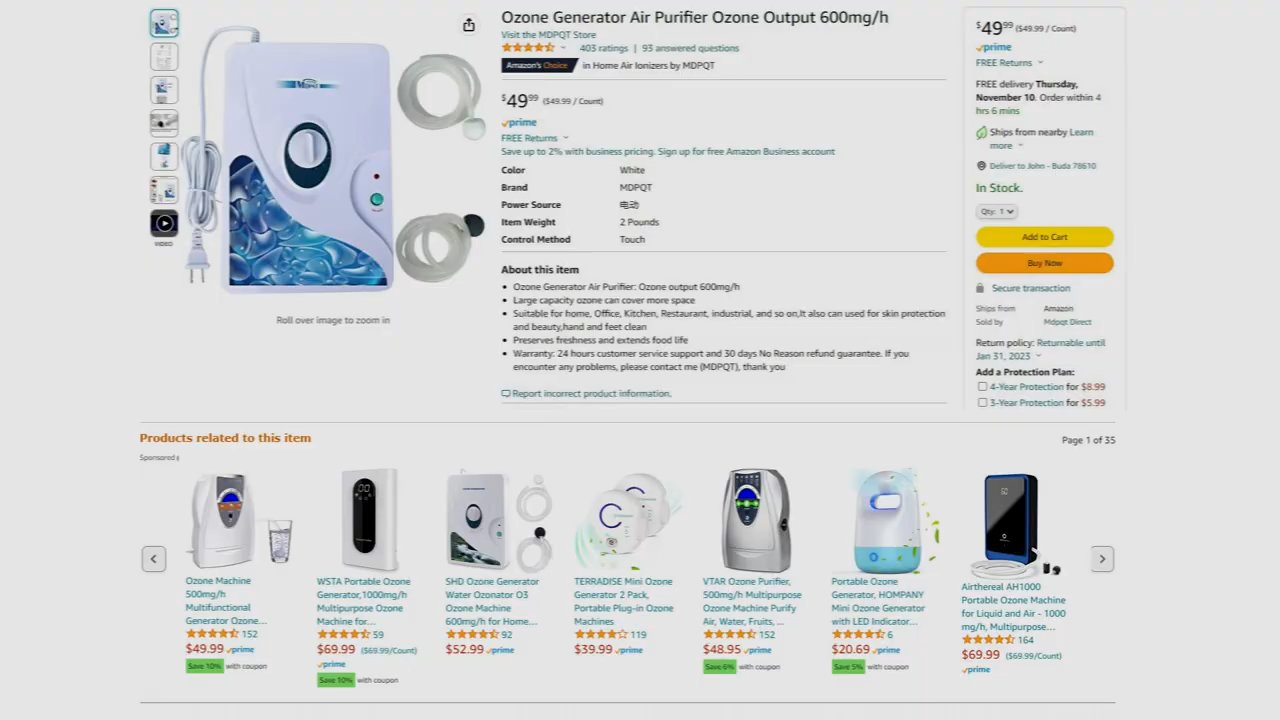 Ozone Generator Air Purifier Ozone Output 600mg/h
Visit the MDPQT Store
403 ratings | 93 answered questions
Amazon's Choice in Home Air Ionizers by MDPQT
$49.99 ($49.99 / Count)
prime
FREE Returns
Save up to 2% with business pricing. Sign up for free Amazon Business account
Color White
Brand MDPQT
Power Source 电动
Item Weight 2 Pounds
Control Method Touch
About this item
Ozone Generator Air Purifier: Ozone output 600mg/h
Large capacity ozone can cover more space
Suitable for home, Office, Kitchen, Restaurant, industrial, and so on,It also can used for skin protection
and beauty,hand and feet clean
Preserves freshness and extends food life
Warranty: 24 hours customer service support and 30 days No Reason refund guarantee. If you
encounter any problems, please contact me (MDPQT), thank you
Report incorrect product information.
VIDEO
Roll over image to zoom in
$49.99 ($49.99 / Count)
prime
FREE Returns
FREE delivery Thursday,
November 10. Order within 4
hrs 6 mins
Ships from nearby Learn
more
Deliver to John - Buda 78610
In Stock.
Qty: 1
Add to Cart
Buy Now
Secure transaction
Ships from Amazon
Sold by Mdpqt Direct
Return policy: Returnable until
Jan 31, 2023
Add a Protection Plan:
4-Year Protection for $8.99
3-Year Protection for $5.99
Products related to this item
Page 1 of 35
Sponsored
Ozone Machine
500mg/h
Multifunctional
Generator Ozone...
152
$49.99 prime
Save 10% with coupon
WSTA Portable Ozone
Generator,1000mg/h
Multipurpose Ozone
Machine for...
59
$69.99 ($69.99/Count)
prime
Save 10% with coupon
SHD Ozone Generator
Water Ozonator O3
Ozone Machine
600mg/h for Home...
92
$52.99 prime
TERRADISE Mini Ozone
Generator 2 Pack,
Portable Plug-in Ozone
Machines
119
$39.99 prime
VTAR Ozone Purifier,
500mg/h Multipurpose
Ozone Machine Purify
Air, Water, Fruits, ...
152
$48.95 prime
Save 6% with coupon
Portable Ozone
Generator, HOMPANY
Mini Ozone Generator
with LED Indicator...
6
$20.69 prime
Save 5% with coupon
Airthereal AH1000
Portable Ozone Machine
for Liquid and Air - 1000
mg/h, Multipurpose...
164
$69.99 ($69.99/Count)
prime